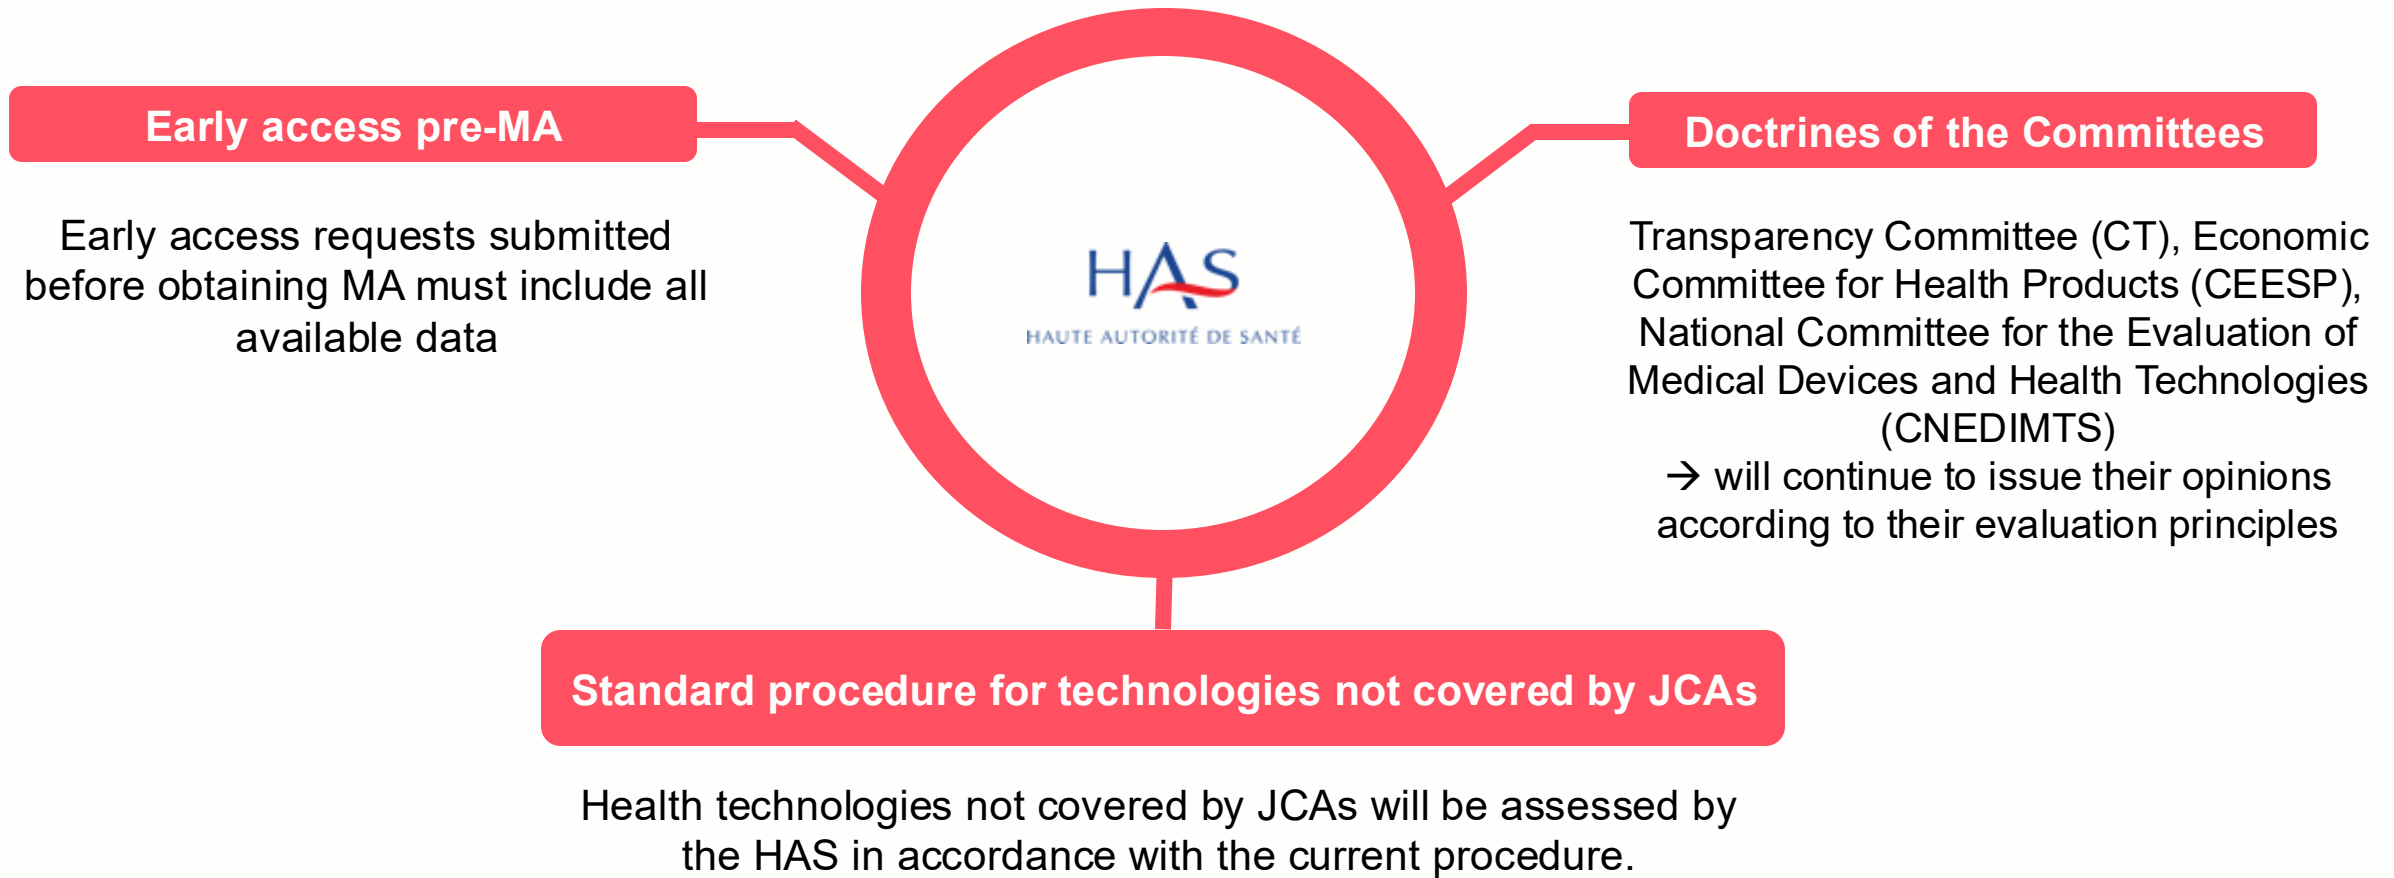 Early access pre-MA
Early access requests submitted
before obtaining MA must include all
available data
HAS
HAUTE AUTORITÉ DE SANTÉ
Doctrines of the Committees
Transparency Committee (CT), Economic
Committee for Health Products (CEESP),
National Committee for the Evaluation of
Medical Devices and Health Technologies
(CNEDIMTS)
→ will continue to issue their opinions
according to their evaluation principles
Standard procedure for technologies not covered by JCAs
Health technologies not covered by JCAs will be assessed by
the HAS in accordance with the current procedure.